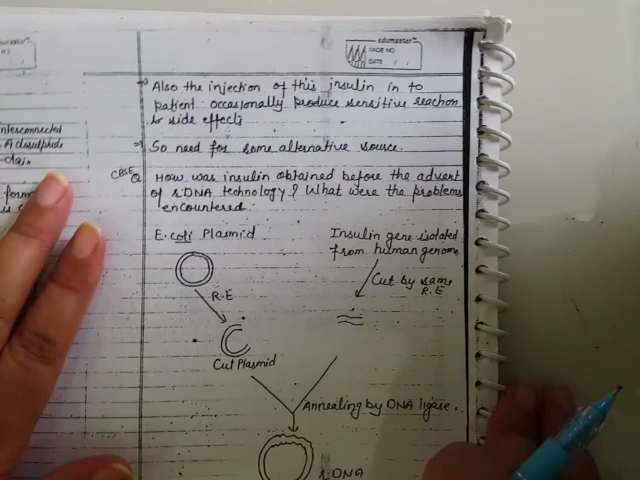 edumaster
PAGE NO
DATE / /
Also the injection of this insulin in to
patient occasionally produce sensitive reaction
& side effects
So need for some alternative source.
CBSE Q How was insulin obtained before the advent
of rDNA technology? What were the problems
encountered
E.coli Plasmid
Insulin gene isolated
from human genome
R.E
Cut by same
R.E
Cut Plasmid
Annealing by DNA ligase.
rDNA
interconnected
A disulphide
chain
form
is